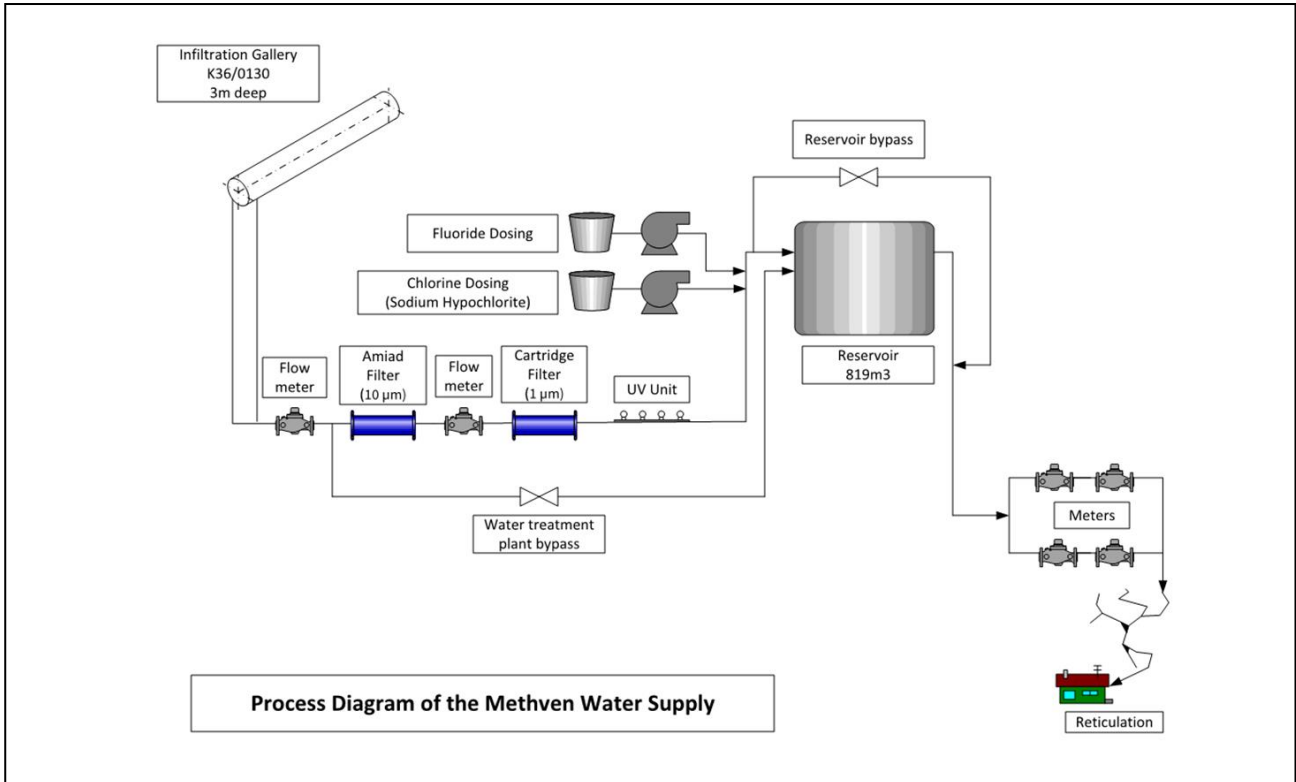 Infiltration Gallery
K36/0130
3m deep
Reservoir bypass
Fluoride Dosing
Chlorine Dosing
(Sodium Hypochlorite)
Flow
meter
Amiad
Filter
(10 µm)
Flow
meter
Cartridge
Filter
(1 µm)
UV Unit
Reservoir
819m3
Water treatment
plant bypass
Meters
Process Diagram of the Methven Water Supply
Reticulation